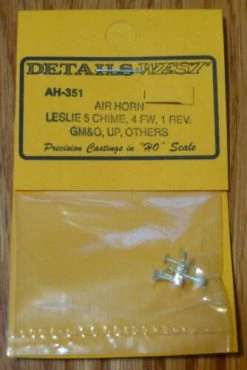 DETAILS WEST
AH-351
AIR HORN
LESLIE 5 CHIME, 4 FW, 1 REV.
GM&O, UP, OTHERS
Precision Castings in "HO" Scale